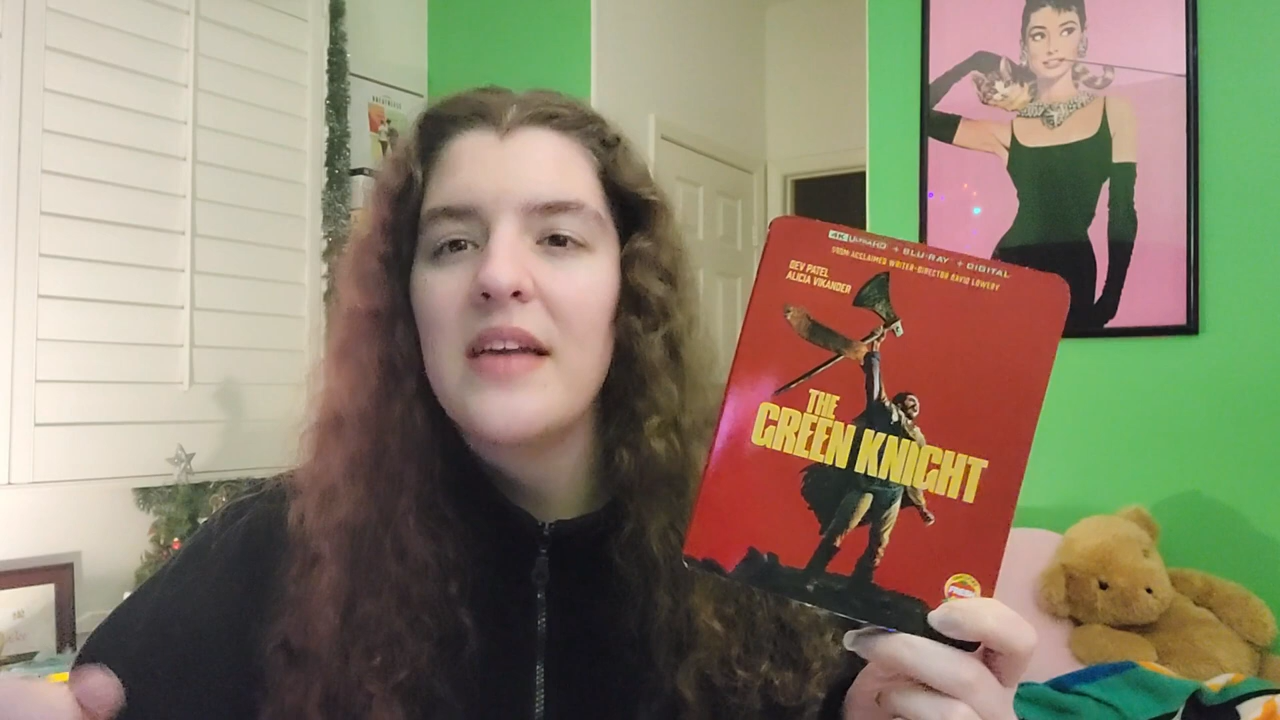 4K ULTRA HD + BLU-RAY + DIGITAL
FROM ACCLAIMED WRITER-DIRECTOR DAVID LOWERY
DEV PATEL
ALICIA VIKANDER
THE
GREEN KNIGHT